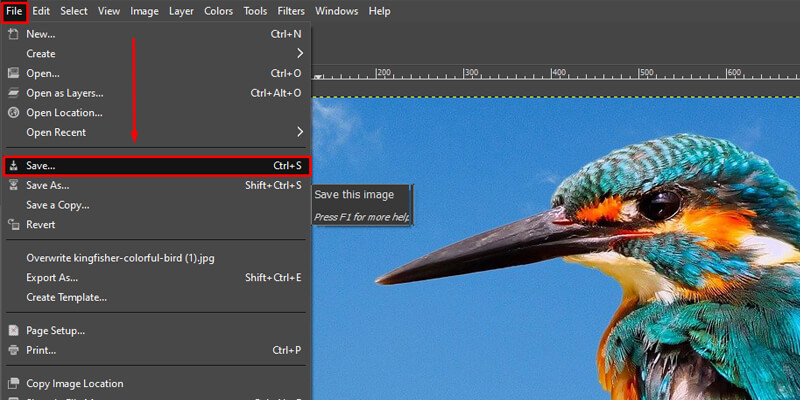 File Edit Select View Image Layer Colors Tools Filters Windows Help
New... Ctrl+N
Create
Open... Ctrl+O
Open as Layers... Ctrl+Alt+O
Open Location...
Open Recent
200 300 400 500 600
Save... Ctrl+S
Save As... Shift+Ctrl+S
Save this image
Save a Copy...
Press F1 for more help
Revert
Overwrite kingfisher-colorful-bird (1).jpg
Export As... Shift+Ctrl+E
Create Template...
Page Setup...
Print... Ctrl+P
Copy Image Location